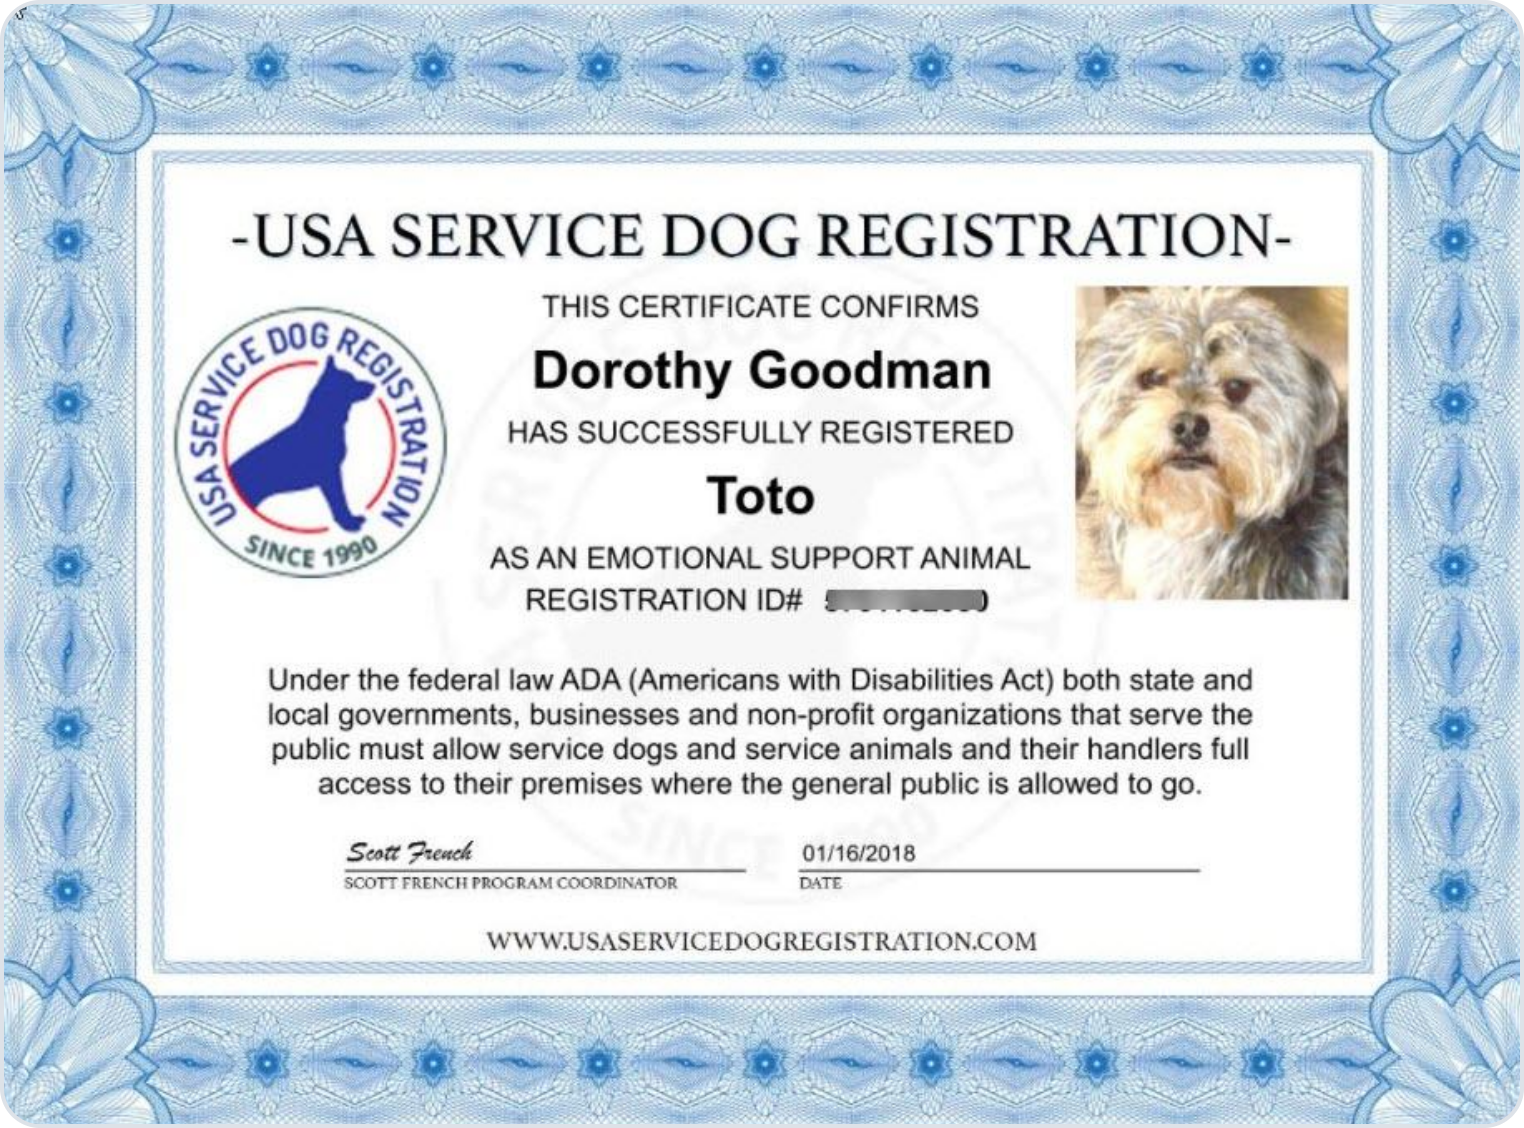 -USA SERVICE DOG REGISTRATION-
THIS CERTIFICATE CONFIRMS
Dorothy Goodman
HAS SUCCESSFULLY REGISTERED
Toto
AS AN EMOTIONAL SUPPORT ANIMAL
REGISTRATION ID#
USA SERVICE DOG REGISTRATION
SINCE 1990
Under the federal law ADA (Americans with Disabilities Act) both state and
local governments, businesses and non-profit organizations that serve the
public must allow service dogs and service animals and their handlers full
access to their premises where the general public is allowed to go.
Scott French
01/16/2018
SCOTT FRENCH PROGRAM COORDINATOR
DATE
WWW.USASERVICEDOGREGISTRATION.COM